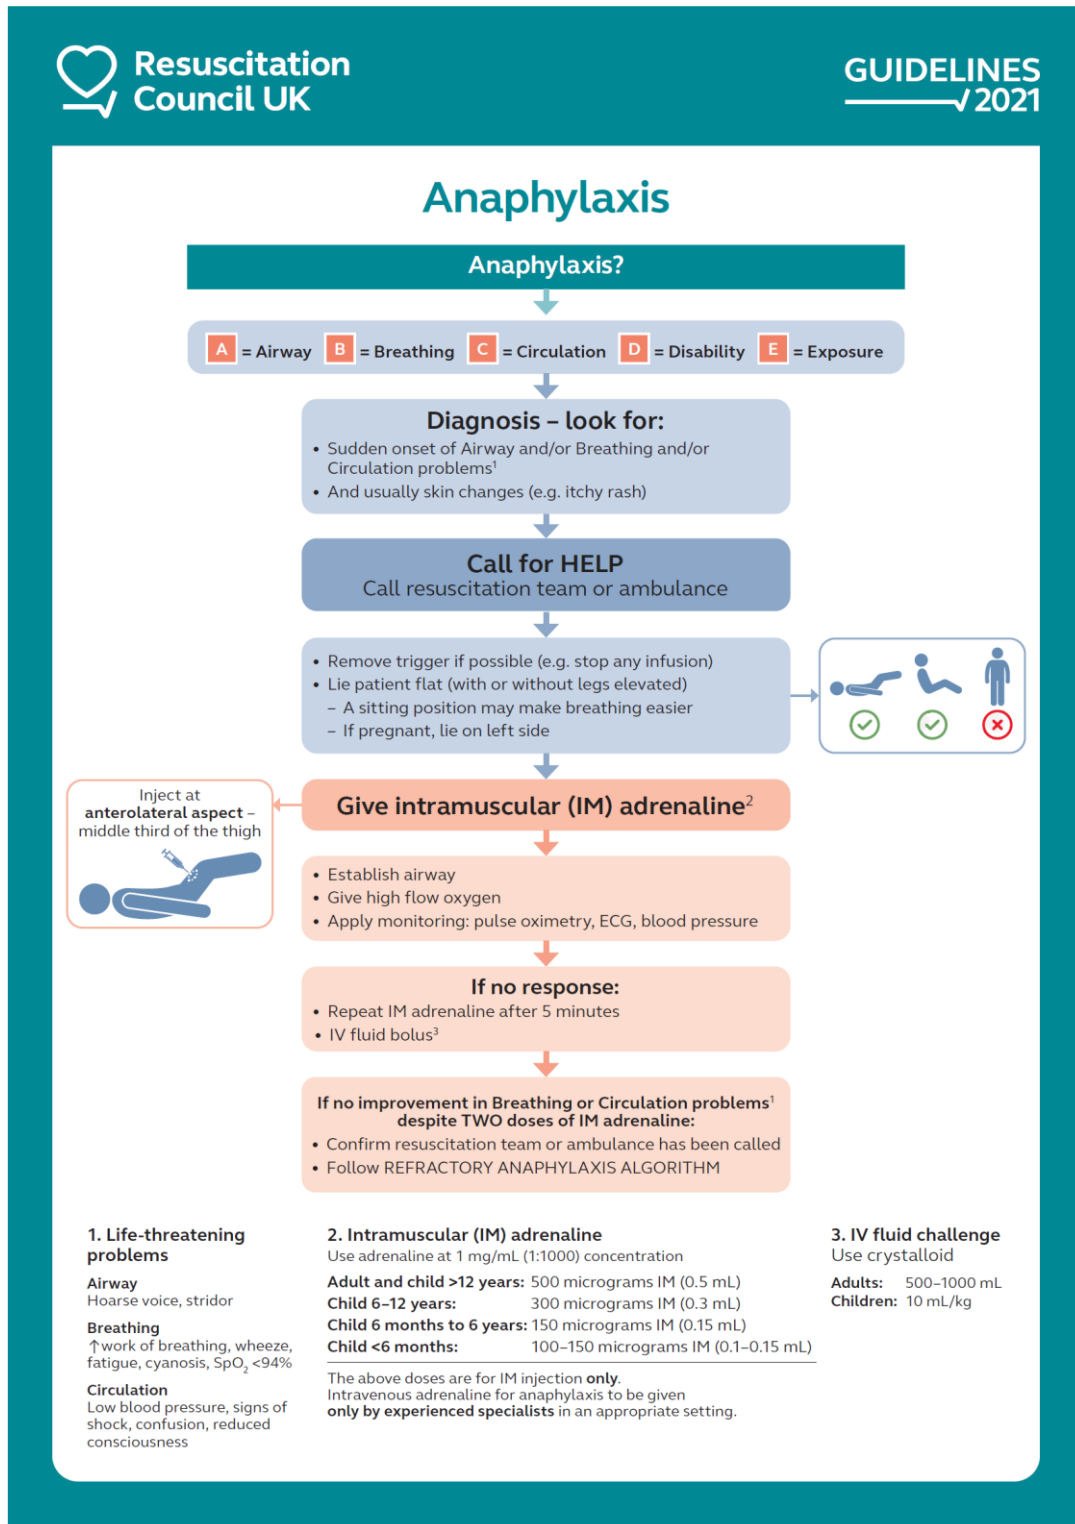 Resuscitation
Council UK
GUIDELINES
2021
Anaphylaxis
Anaphylaxis?
A = Airway B = Breathing C = Circulation D = Disability E = Exposure
Diagnosis – look for:
• Sudden onset of Airway and/or Breathing and/or
Circulation problems¹
• And usually skin changes (e.g. itchy rash)
Call for HELP
Call resuscitation team or ambulance
• Remove trigger if possible (e.g. stop any infusion)
• Lie patient flat (with or without legs elevated)
– A sitting position may make breathing easier
– If pregnant, lie on left side
Inject at
anterolateral aspect –
middle third of the thigh
Give intramuscular (IM) adrenaline²
• Establish airway
• Give high flow oxygen
• Apply monitoring: pulse oximetry, ECG, blood pressure
If no response:
• Repeat IM adrenaline after 5 minutes
• IV fluid bolus³
If no improvement in Breathing or Circulation problems¹
despite TWO doses of IM adrenaline:
• Confirm resuscitation team or ambulance has been called
• Follow REFRACTORY ANAPHYLAXIS ALGORITHM
1. Life-threatening
problems
Airway
Hoarse voice, stridor
Breathing
↑work of breathing, wheeze,
fatigue, cyanosis, SpO₂ <94%
Circulation
Low blood pressure, signs of
shock, confusion, reduced
consciousness
2. Intramuscular (IM) adrenaline
Use adrenaline at 1 mg/mL (1:1000) concentration
Adult and child >12 years: 500 micrograms IM (0.5 mL)
Child 6–12 years: 300 micrograms IM (0.3 mL)
Child 6 months to 6 years: 150 micrograms IM (0.15 mL)
Child <6 months: 100–150 micrograms IM (0.1–0.15 mL)
The above doses are for IM injection only.
Intravenous adrenaline for anaphylaxis to be given
only by experienced specialists in an appropriate setting.
3. IV fluid challenge
Use crystalloid
Adults: 500–1000 mL
Children: 10 mL/kg